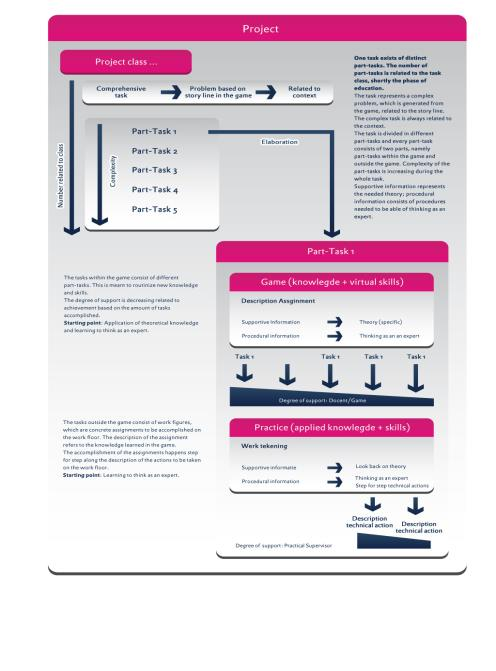 Project
Project class ...
Comprehensive
task
Problem based on
story line in the game
Related to
context
One task exists of distinct
part-tasks. The number of
part-tasks is related to the task
class, shortly the phase of
education.
The task represents a complex
problem, which is generated from
the game, related to the story line.
The complex task is always related to
the context.
The task is divided in different
part-tasks and every part-task
consists of two parts, namely
part-tasks within the game and
outside the game. Complexity of the
part-tasks is increasing during the
whole task.
Supportive information represents
the needed theory; procedural
information consists of procedures
needed to be able of thinking as an
expert.
Number related to class
Complexity
Part-Task 1
Part-Task 2
Part-Task 3
Part-Task 4
Part-Task 5
Elaboration
Part-Task 1
The tasks within the game consist of different
part-tasks. This is meant to routinize new knowledge
and skills.
The degree of support is decreasing related to
achievement based on the amount of tasks
accomplished.
Starting point: Application of theoretical knowledge
and learning to think as an expert.
Game (knowlegde + virtual skills)
Description Assginment
Supportive Information
Theory (specific)
Procedural information
Thinking as an an expert
Task 1
Task 1
Task 1
Task 1
Degree of support: Docent/Game
The tasks outside the game consist of work figures,
which are concrete assignments to be accomplished on
the work floor. The description of the assignment
refers to the knowledge learned in the game.
The accomplishment of the assignments happens step
for step along the description of the actions to be taken
on the work floor.
Starting point: Learning to think as an expert.
Practice (applied knowlegde + skills)
Werk tekening
Supportive informatie
Look back on theory
Procedural information
Thinking as an expert
Step for step technical actions
Description
technical action
Description
technical action
Degree of support: Practical Supervisor